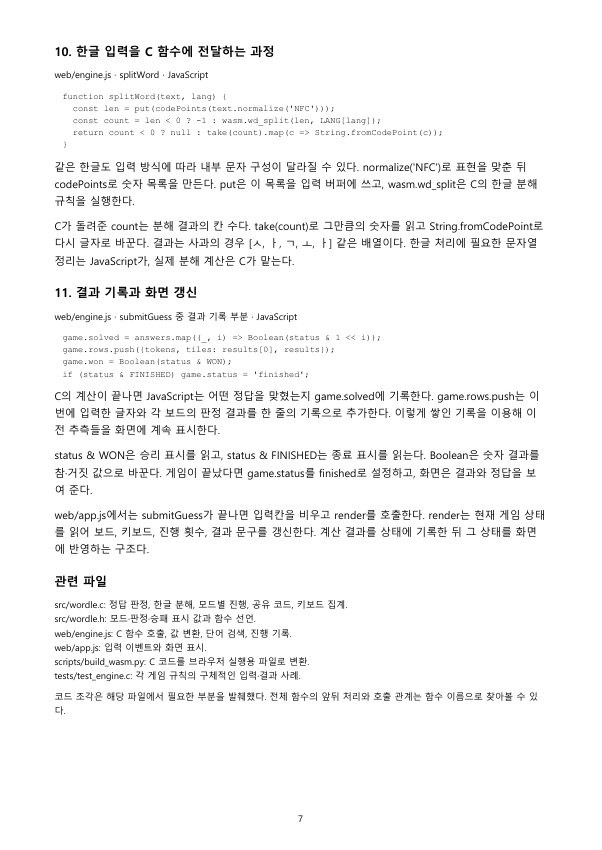 10. 한글 입력을 C 함수에 전달하는 과정
web/engine.js · splitWord · JavaScript
function splitWord(text, lang) {
const len = put(codePoints(text.normalize('NFC')));
const count = len < 0 ? -1 : wasm.wd_split(len, LANG[lang]);
return count < 0 ? null : take(count).map(c => String.fromCodePoint(c));
}
같은 한글도 입력 방식에 따라 내부 문자 구성이 달라질 수 있다. normalize('NFC')로 표현을 맞춘 뒤
codePoints로 숫자 목록을 만든다. put은 이 목록을 입력 버퍼에 쓰고, wasm.wd_split은 C의 한글 분해
규칙을 실행한다.
C가 돌려준 count는 분해 결과의 칸 수다. take(count)로 그만큼의 숫자를 읽고 String.fromCodePoint로
다시 글자로 바꾼다. 결과는 사과의 경우 [ㅅ, ㅏ, ㄱ, ㅗ, ㅏ] 같은 배열이다. 한글 처리에 필요한 문자열
정리는 JavaScript가, 실제 분해 계산은 C가 맡는다.
11. 결과 기록과 화면 갱신
web/engine.js · submitGuess 중 결과 기록 부분 · JavaScript
game.solved = answers.map((_, i) => Boolean(status & 1 << i));
game.rows.push({tokens, tiles: results[0], results});
game.won = Boolean(status & WON);
if (status & FINISHED) game.status = 'finished';
C의 계산이 끝나면 JavaScript는 어떤 정답을 맞혔는지 game.solved에 기록한다. game.rows.push는 이
번에 입력한 글자와 각 보드의 판정 결과를 한 줄의 기록으로 추가한다. 이렇게 쌓인 기록을 이용해 이
전 추측들을 화면에 계속 표시한다.
status & WON은 승리 표시를 읽고, status & FINISHED는 종료 표시를 읽는다. Boolean은 숫자 결과를
참·거짓 값으로 바꾼다. 게임이 끝났다면 game.status를 finished로 설정하고, 화면은 결과와 정답을 보
여 준다.
web/app.js에서는 submitGuess가 끝나면 입력칸을 비우고 render를 호출한다. render는 현재 게임 상태
를 읽어 보드, 키보드, 진행 횟수, 결과 문구를 갱신한다. 계산 결과를 상태에 기록한 뒤 그 상태를 화면
에 반영하는 구조다.
관련 파일
src/wordle.c: 정답 판정, 한글 분해, 모드별 진행, 공유 코드, 키보드 집계.
src/wordle.h: 모드·판정·승패 표시 값과 함수 선언.
web/engine.js: C 함수 호출, 값 변환, 단어 검색, 진행 기록.
web/app.js: 입력 이벤트와 화면 표시.
scripts/build_wasm.py: C 코드를 브라우저 실행용 파일로 변환.
tests/test_engine.c: 각 게임 규칙의 구체적인 입력·결과 사례.
코드 조각은 해당 파일에서 필요한 부분을 발췌했다. 전체 함수의 앞뒤 처리와 호출 관계는 함수 이름으로 찾아볼 수 있
다.
7